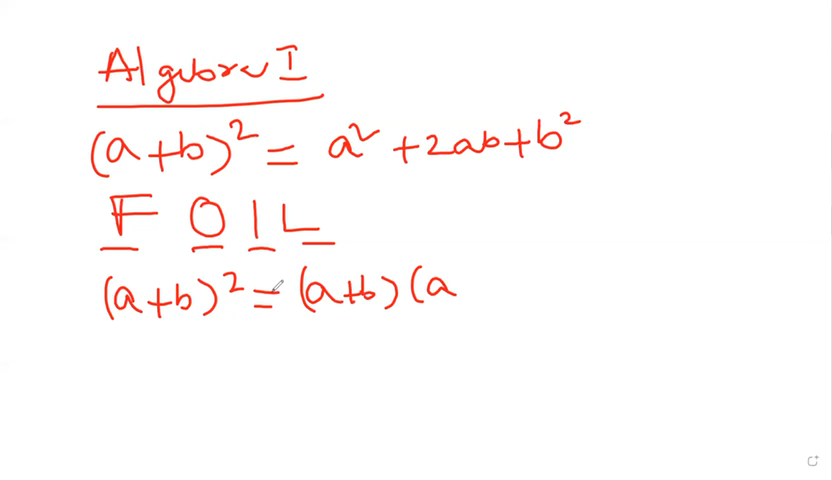 Algebra I
(a+b)² = a² + 2ab + b²
F O I L
(a+b)² = (a+b)(a